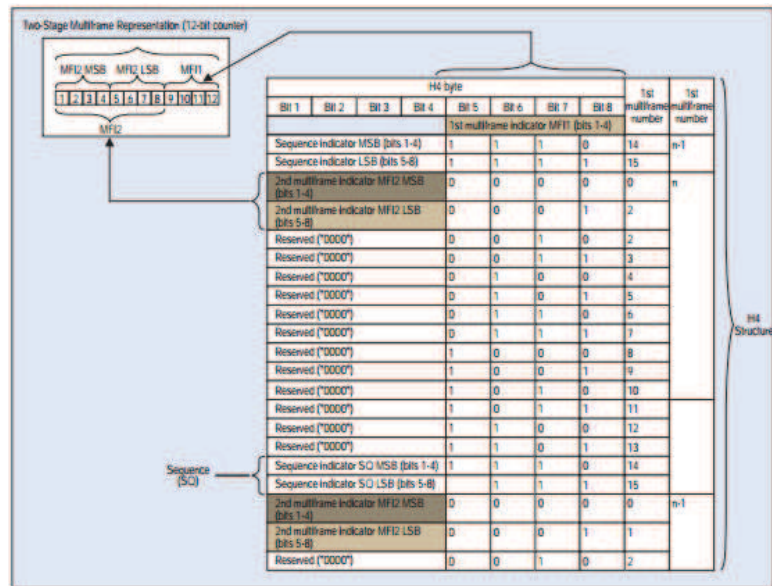 Two-Stage Multiframe Representation (12-bit counter)
MFI2 MSB MFI2 LSB MFI1
1 2 3 4 5 6 7 8 9 10 11 12
MFI2
H4 byte 1st multiframe number 1st multiframe number
Bit 1 Bit 2 Bit 3 Bit 4 Bit 5 Bit 6 Bit 7 Bit 8
1st multiframe indicator MFI1 (bits 1-4)
Sequence indicator MSB (bits 1-4) 1 1 1 0 14 n-1
Sequence indicator LSB (bits 5-8) 1 1 1 1 15
2nd multiframe indicator MFI2 MSB (bits 1-4) 0 0 0 0 0 n
2nd multiframe indicator MFI2 LSB (bits 5-8) 0 0 0 1 2
Reserved ("0000") 0 0 1 0 2
Reserved ("0000") 0 0 1 1 3
Reserved ("0000") 0 1 0 0 4
Reserved ("0000") 0 1 0 1 5
Reserved ("0000") 0 1 1 0 6
Reserved ("0000") 0 1 1 1 7
Reserved ("0000") 1 0 0 0 8
Reserved ("0000") 1 0 0 1 9
Reserved ("0000") 1 0 1 0 10
Reserved ("0000") 1 0 1 1 11
Reserved ("0000") 1 1 0 0 12
Reserved ("0000") 1 1 0 1 13
Sequence indicator SQ MSB (bits 1-4) 1 1 1 0 14
Sequence indicator SQ LSB (bits 5-8) 1 1 1 15
2nd multiframe indicator MFI2 MSB (bits 1-4) 0 0 0 0 0 n-1
2nd multiframe indicator MFI2 LSB (bits 5-8) 0 0 0 1 1
Reserved ("0000") 0 0 1 0 2
Sequence (SQ)
H4 Structure